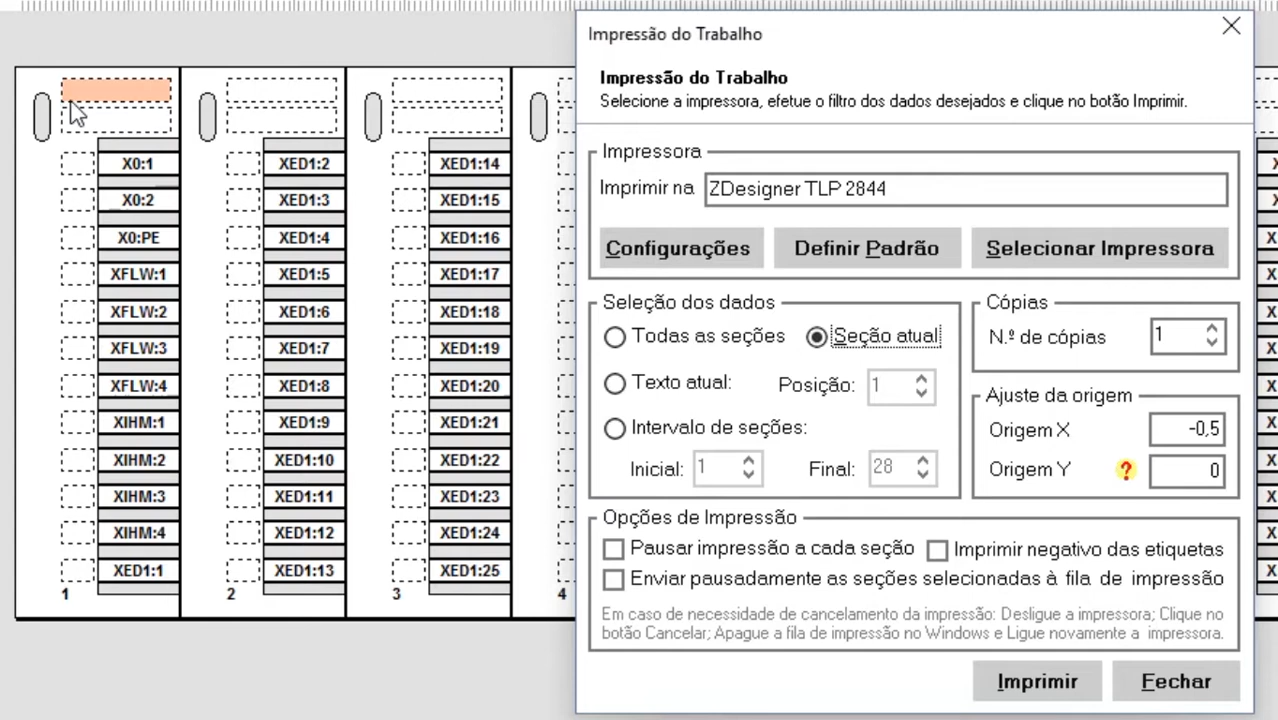 Impressão do Trabalho
Impressão do Trabalho
Selecione a impressora, efetue o filtro dos dados desejados e clique no botão Imprimir.
Impressora
Imprimir na ZDesigner TLP 2844
Configurações Definir Padrão Selecionar Impressora
Seleção dos dados
Todas as seções Seção atual
Texto atual: Posição: 1
Intervalo de seções:
Inicial: 1 Final: 28
Cópias
N.º de cópias 1
Ajuste da origem
Origem X -0,5
Origem Y ? 0
Opções de Impressão
Pausar impressão a cada seção Imprimir negativo das etiquetas
Enviar pausadamente as seções selecionadas à fila de impressão
Em caso de necessidade de cancelamento da impressão: Desligue a impressora; Clique no
botão Cancelar; Apague a fila de impressão no Windows e Ligue novamente a impressora.
Imprimir Fechar
X0:1 XED1:2 XED1:14
X0:2 XED1:3 XED1:15
X0:PE XED1:4 XED1:16
XFLW:1 XED1:5 XED1:17
XFLW:2 XED1:6 XED1:18
XFLW:3 XED1:7 XED1:19
XFLW:4 XED1:8 XED1:20
XIHM:1 XED1:9 XED1:21
XIHM:2 XED1:10 XED1:22
XIHM:3 XED1:11 XED1:23
XIHM:4 XED1:12 XED1:24
XED1:1 XED1:13 XED1:25
1 2 3 4